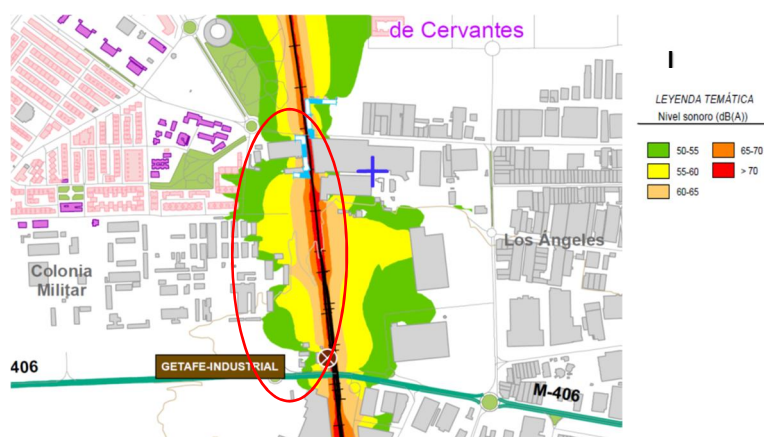 de Cervantes
I
LEYENDA TEMÁTICA
Nivel sonoro (dB(A))
50-55
65-70
55-60
> 70
60-65
Los Ángeles
Colonia
Militar
406
GETAFE-INDUSTRIAL
M-406